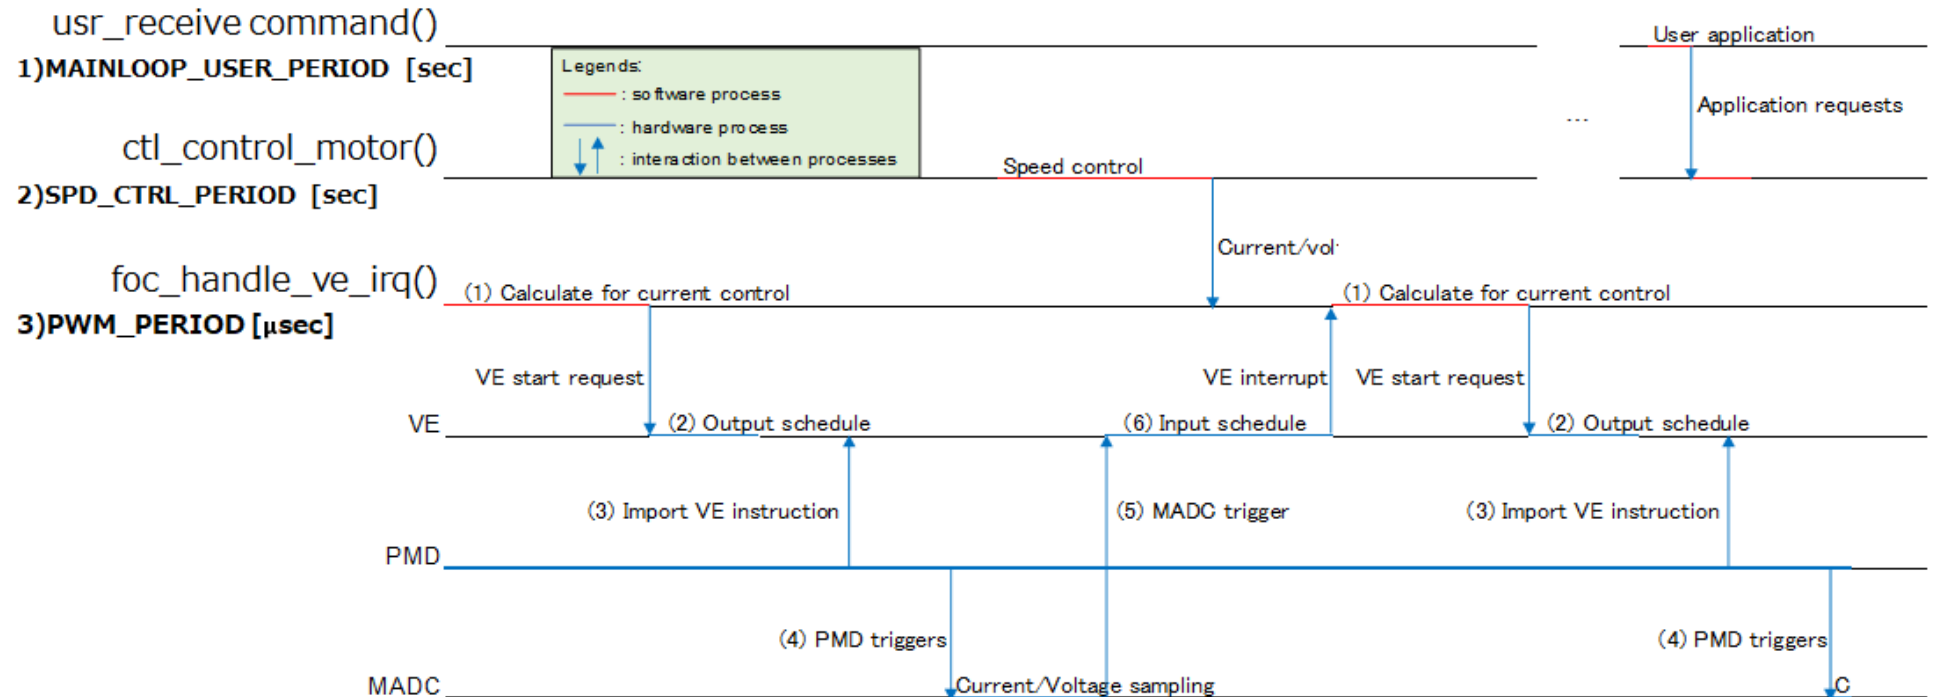 usr_receive command()
1)MAINLOOP_USER_PERIOD [sec]
Legends:
: software process
: hardware process
: interaction between processes
User application
Application requests
...
ctl_control_motor()
2)SPD_CTRL_PERIOD [sec]
Speed control
Current/vol
foc_handle_ve_irq()
3)PWM_PERIOD [μsec]
(1) Calculate for current control
(1) Calculate for current control
VE start request
VE interrupt
VE start request
VE
(2) Output schedule
(6) Input schedule
(2) Output schedule
(3) Import VE instruction
(5) MADC trigger
(3) Import VE instruction
PMD
(4) PMD triggers
(4) PMD triggers
MADC
Current/Voltage sampling
C